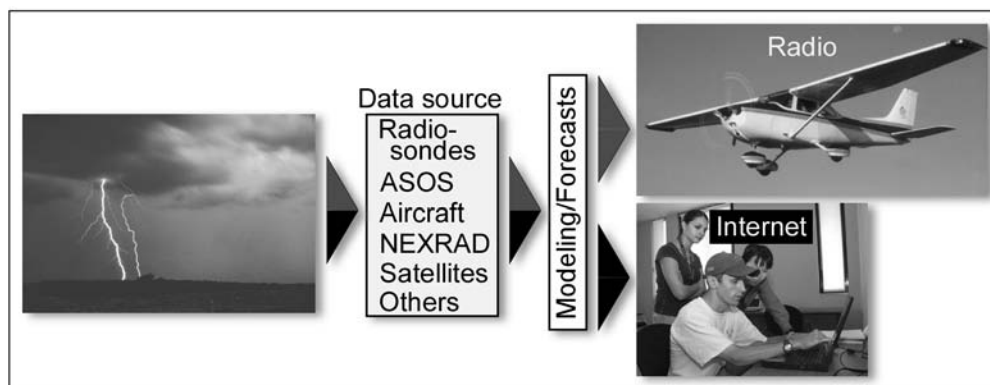 Data source
Radio-
sondes
ASOS
Aircraft
NEXRAD
Satellites
Others
Modeling/Forecasts
Radio
Internet